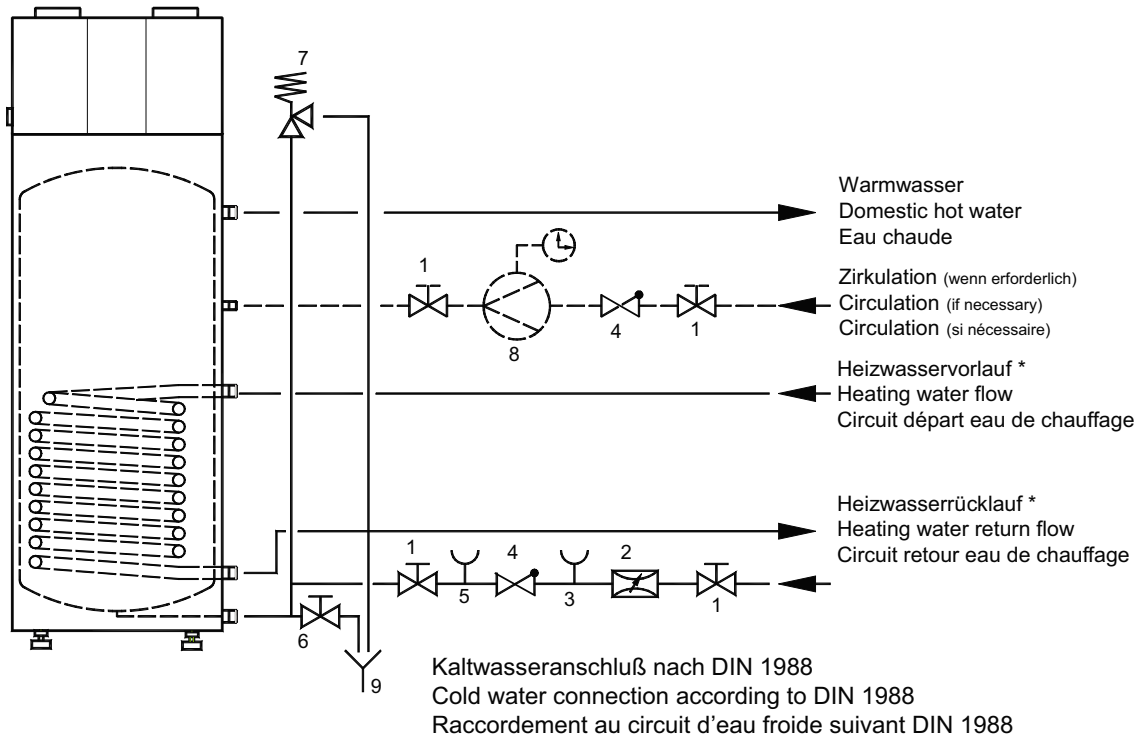 7
Warmwasser
Domestic hot water
Eau chaude
1
8
4
1
Zirkulation (wenn erforderlich)
Circulation (if necessary)
Circulation (si nécessaire)
Heizwasservorlauf *
Heating water flow
Circuit départ eau de chauffage
Heizwasserrücklauf *
Heating water return flow
Circuit retour eau de chauffage
1
5
4
3
2
1
6
9
Kaltwasseranschluß nach DIN 1988
Cold water connection according to DIN 1988
Raccordement au circuit d'eau froide suivant DIN 1988